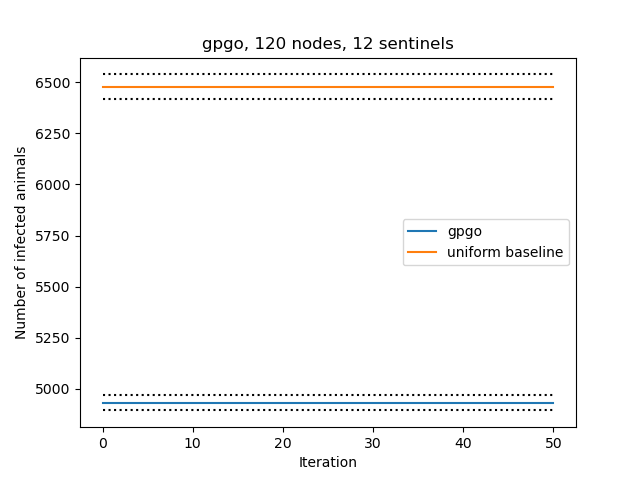 gpgo, 120 nodes, 12 sentinels
6500
6250
6000
5750
5500
5250
5000
Number of infected animals
gpgo
uniform baseline
0 10 20 30 40 50
Iteration